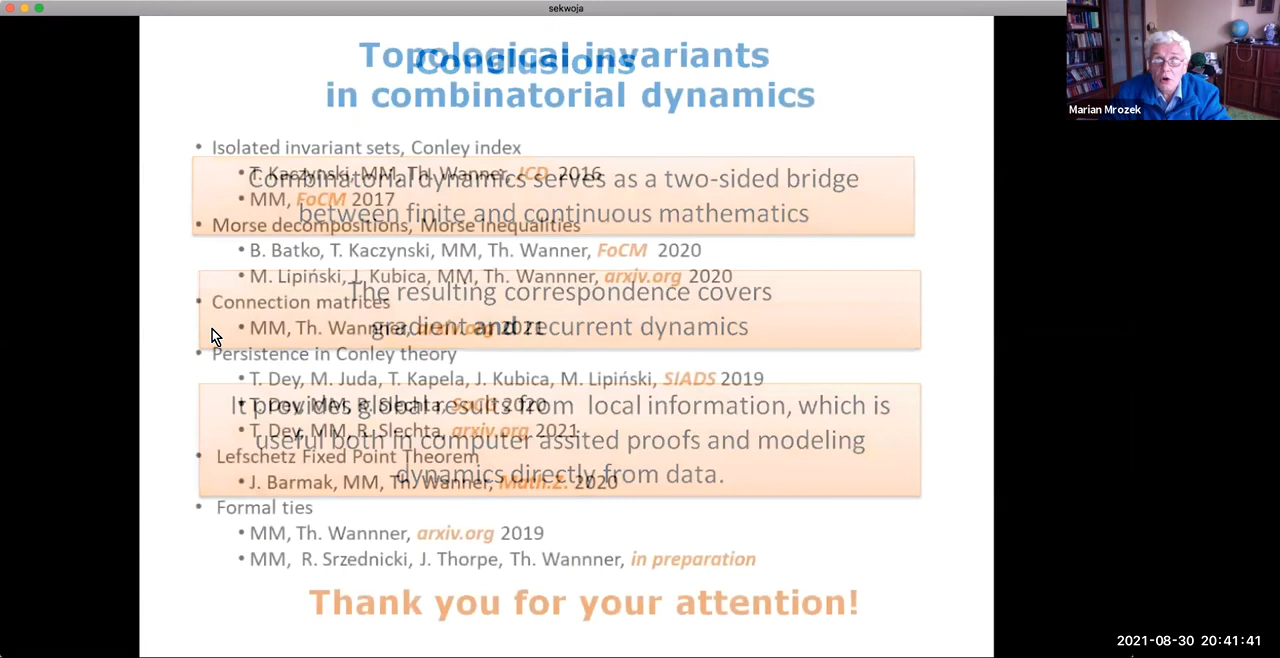 sekwoja
Topological invariants
in combinatorial dynamics
Conclusions
• Isolated invariant sets, Conley index
• T. Kaczynski, MM, Th. Wanner, JCD 2016
• MM, FoCM 2017
• Morse decompositions, Morse inequalities
• B. Batko, T. Kaczynski, MM, Th. Wanner, FoCM 2020
• M. Lipiński, J. Kubica, MM, Th. Wannner, arxiv.org 2020
• Connection matrices
• MM, Th. Wannner, arxiv.org 2021
• Persistence in Conley theory
• T. Dey, M. Juda, T. Kapela, J. Kubica, M. Lipiński, SIADS 2019
• T. Dey, MM, R. Slechta, SoCG 2020
• T. Dey, MM, R. Slechta, arxiv.org 2021
• Lefschetz Fixed Point Theorem
• J. Barmak, MM, Th. Wanner, Math.Z. 2020
• Formal ties
• MM, Th. Wannner, arxiv.org 2019
• MM, R. Srzednicki, J. Thorpe, Th. Wannner, in preparation
Combinatorial dynamics serves as a two-sided bridge
between finite and continuous mathematics
The resulting correspondence covers
gradient and recurrent dynamics
It provides global results from local information, which is
useful both in computer assited proofs and modeling
dynamics directly from data.
Thank you for your attention!
Marian Mrozek
2021-08-30 20:41:41